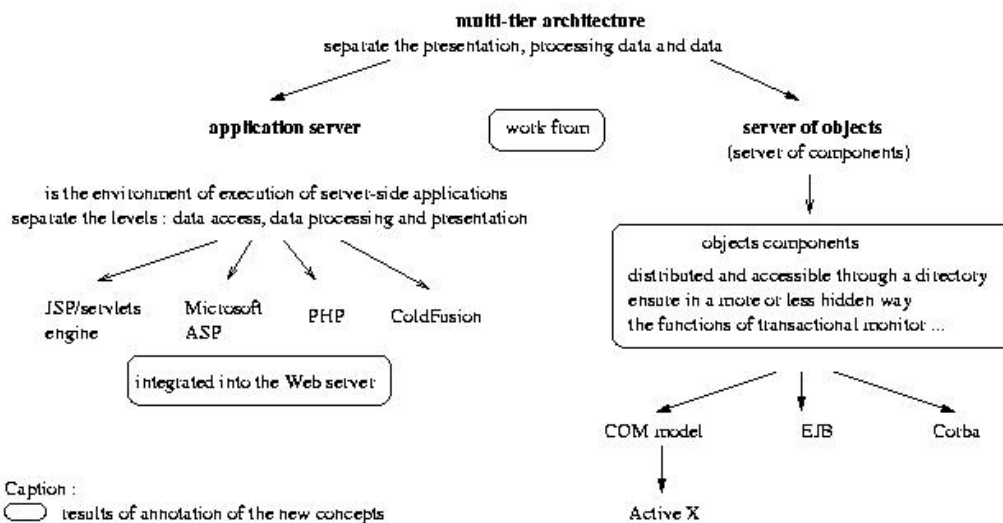 multi-tier architecture
separate the presentation, processing data and data
application server
work from
server of objects
(server of components)
is the environment of execution of server-side applications
separate the levels : data access, data processing and presentation
JSP/servlets
engine
Microsoft
ASP
PHP
ColdFusion
integrated into the Web server
objects components
distributed and accessible through a directory
ensure in a more or less hidden way
the functions of transactional monitor ...
COM model
EJB
Corba
Active X
Caption :
results of annotation of the new concepts